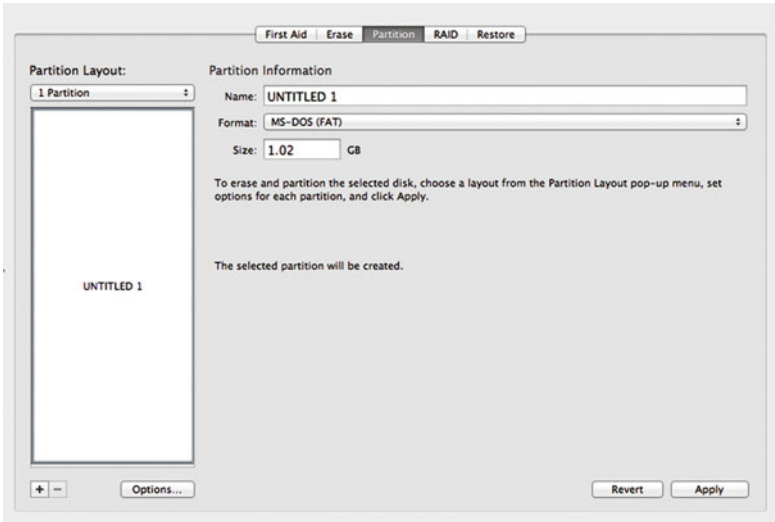 First Aid Erase Partition RAID Restore
Partition Layout:
1 Partition
UNTITLED 1
+ − Options...
Partition Information
Name: UNTITLED 1
Format: MS-DOS (FAT)
Size: 1.02 GB
To erase and partition the selected disk, choose a layout from the Partition Layout pop-up menu, set
options for each partition, and click Apply.
The selected partition will be created.
Revert Apply